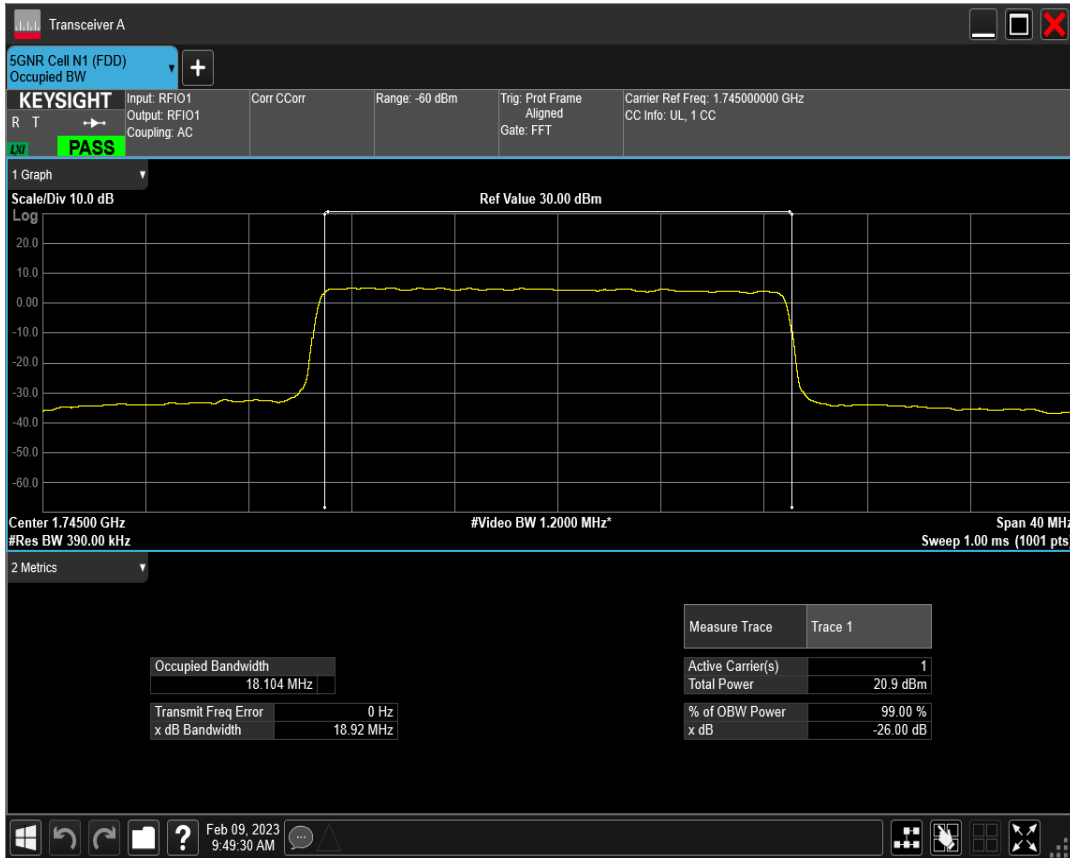 Transceiver A
5GNR Cell N1 (FDD)
Occupied BW
+
KEYSIGHT
R T
LXI
PASS
Input: RFIO1
Output: RFIO1
Coupling: AC
Corr CCorr
Range: -60 dBm
Trig: Prot Frame
Aligned
Gate: FFT
Carrier Ref Freq: 1.745000000 GHz
CC Info: UL, 1 CC
1 Graph
Scale/Div 10.0 dB
Ref Value 30.00 dBm
Log
20.0
10.0
0.00
-10.0
-20.0
-30.0
-40.0
-50.0
-60.0
Center 1.74500 GHz
#Video BW 1.2000 MHz*
Span 40 MHz
#Res BW 390.00 kHz
Sweep 1.00 ms (1001 pts)
2 Metrics
Measure Trace Trace 1
Occupied Bandwidth
18.104 MHz
Active Carrier(s) 1
Total Power 20.9 dBm
Transmit Freq Error 0 Hz
x dB Bandwidth 18.92 MHz
% of OBW Power 99.00 %
x dB -26.00 dB
?
Feb 09, 2023
9:49:30 AM